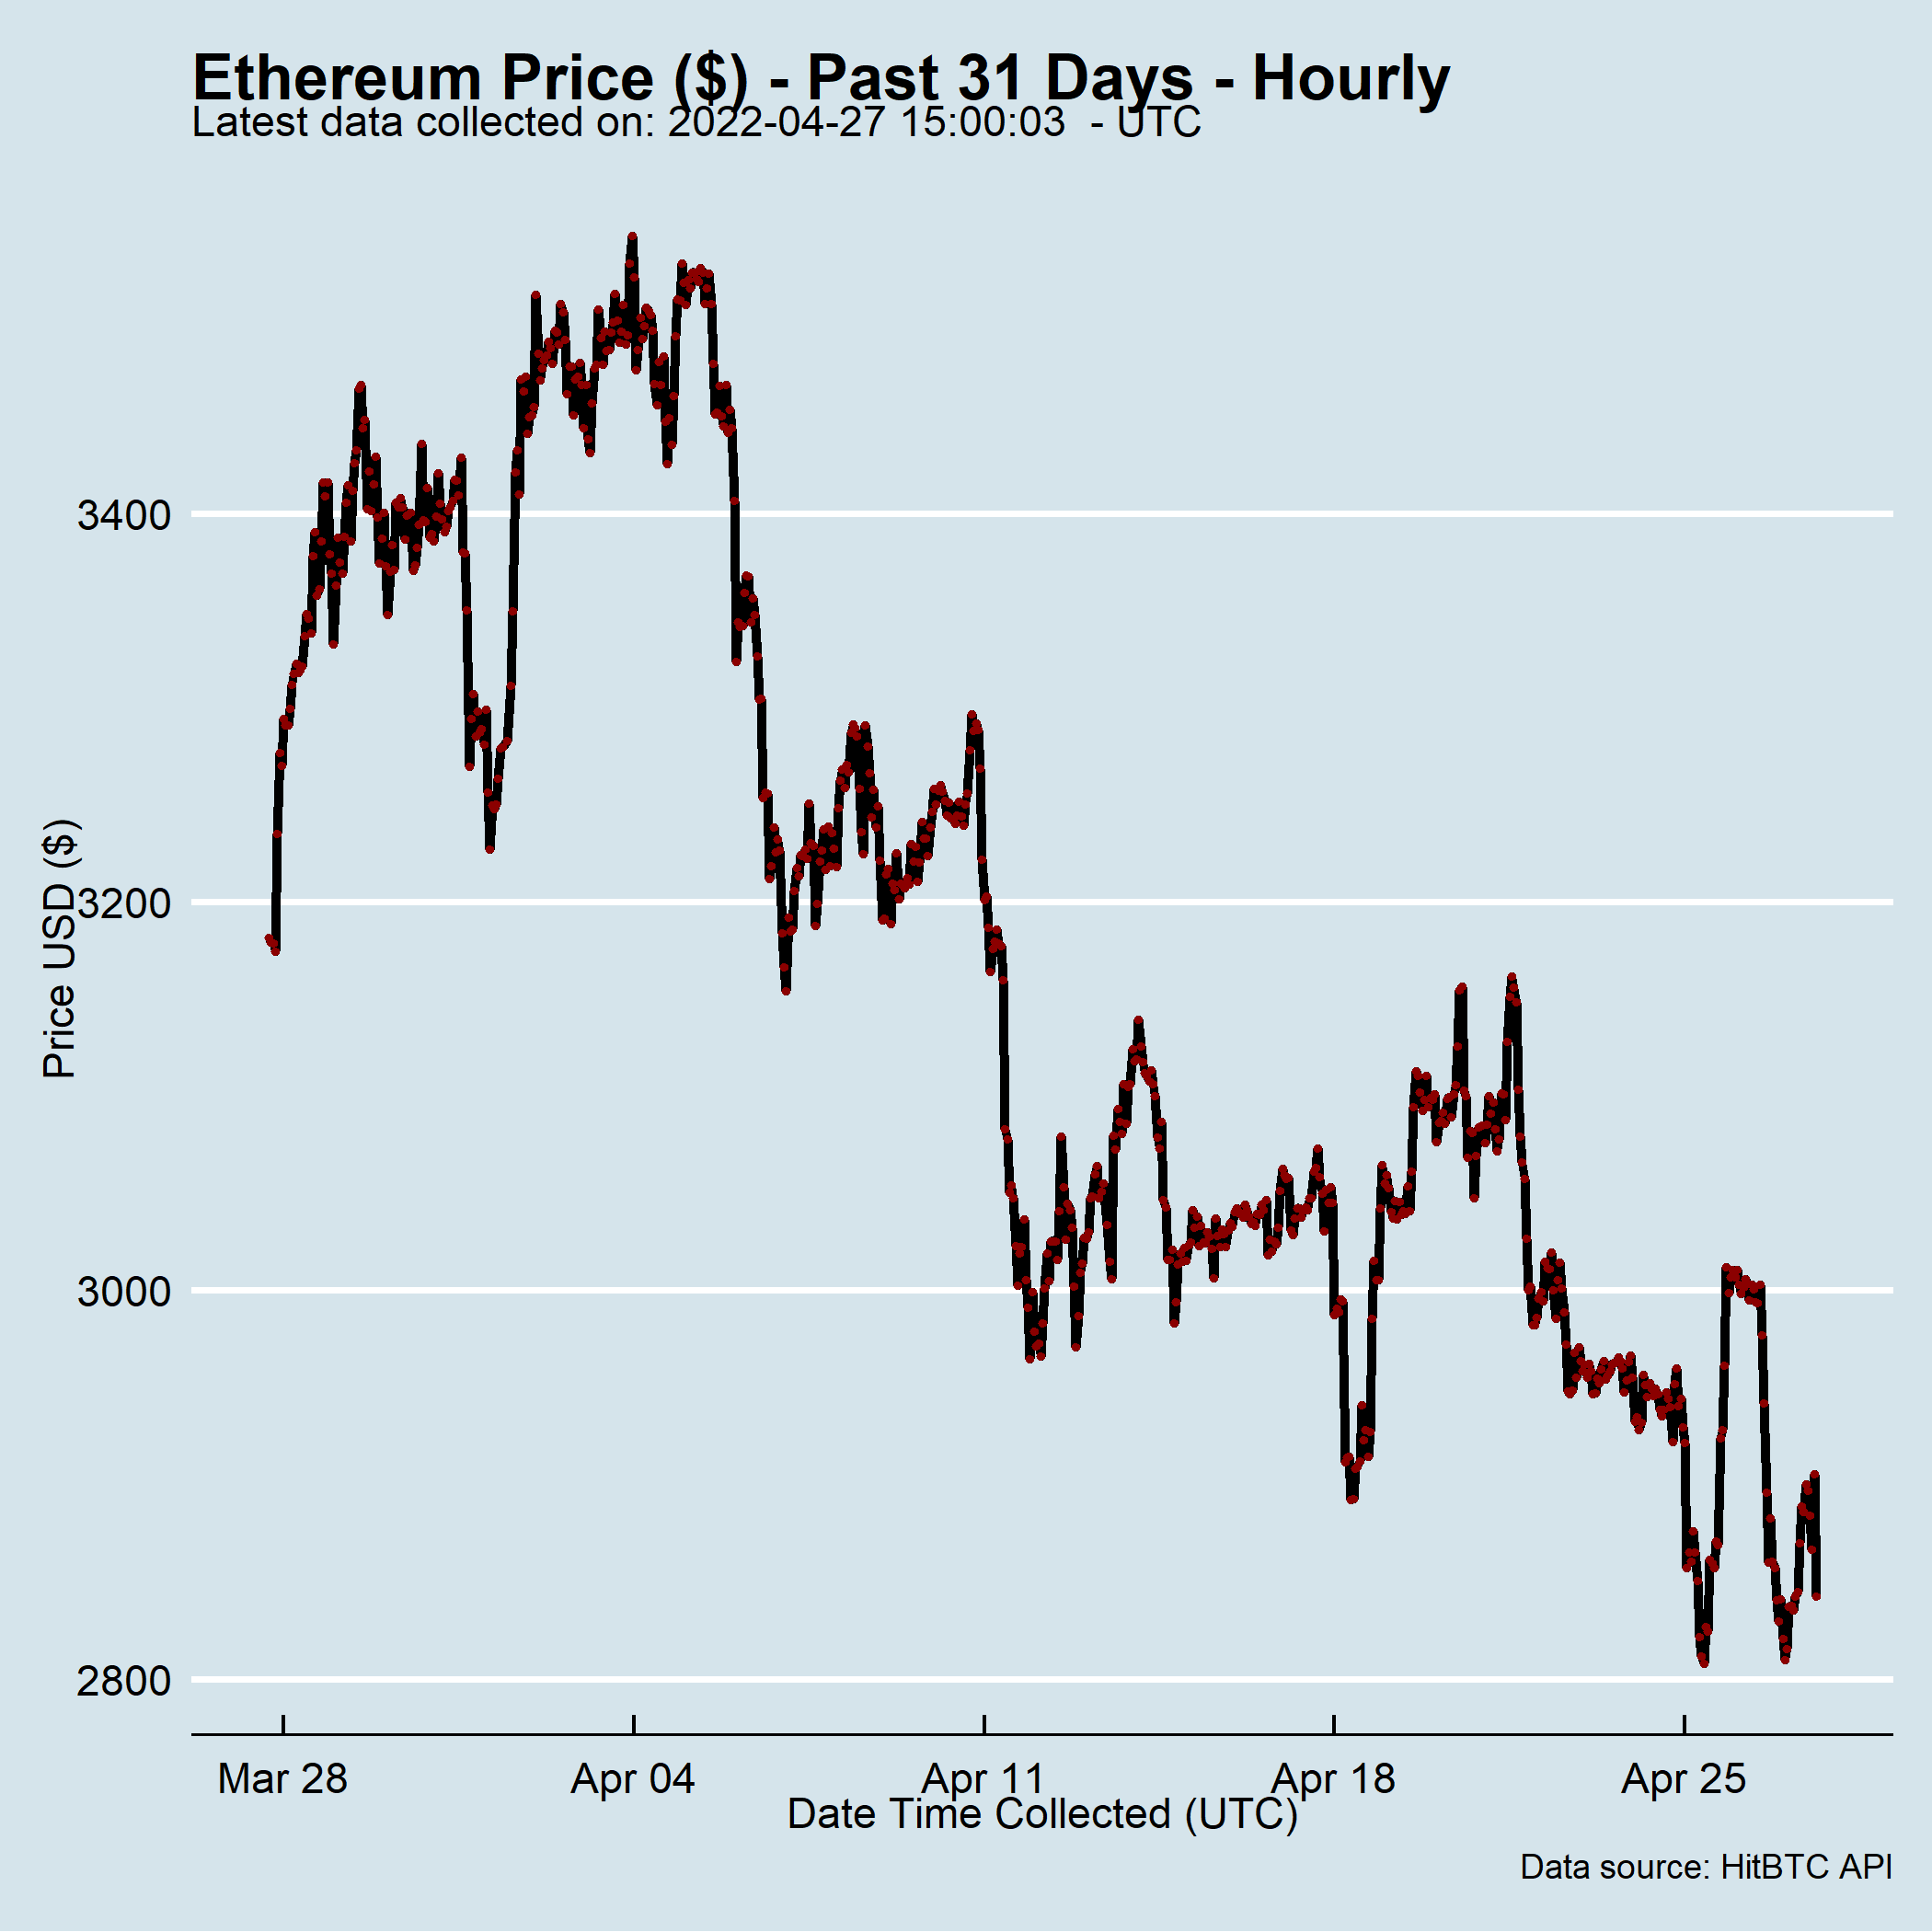 Ethereum Price ($) - Past 31 Days - Hourly
Latest data collected on: 2022-04-27 15:00:03  - UTC
Price USD ($)
3400
3200
3000
2800
Mar 28
Apr 04
Apr 11
Apr 18
Apr 25
Date Time Collected (UTC)
Data source: HitBTC API